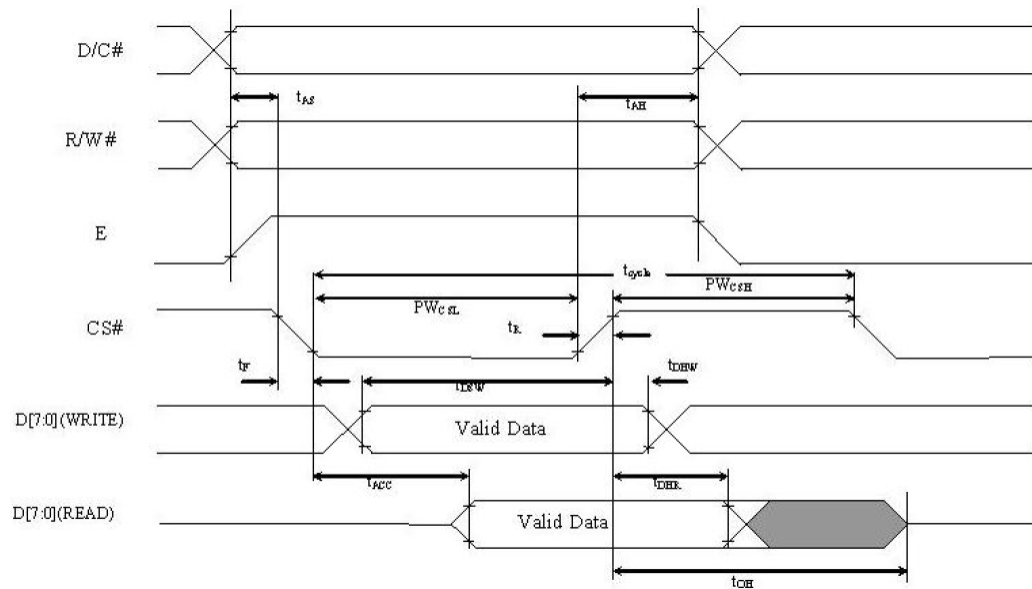 D/C#
tAS
tAH
R/W#
E
tcycle
PWCSL
PWCSH
CS#
tR
tF
tDSW
tDHW
D[7:0](WRITE)
Valid Data
tACC
tDHR
D[7:0](READ)
Valid Data
tOH